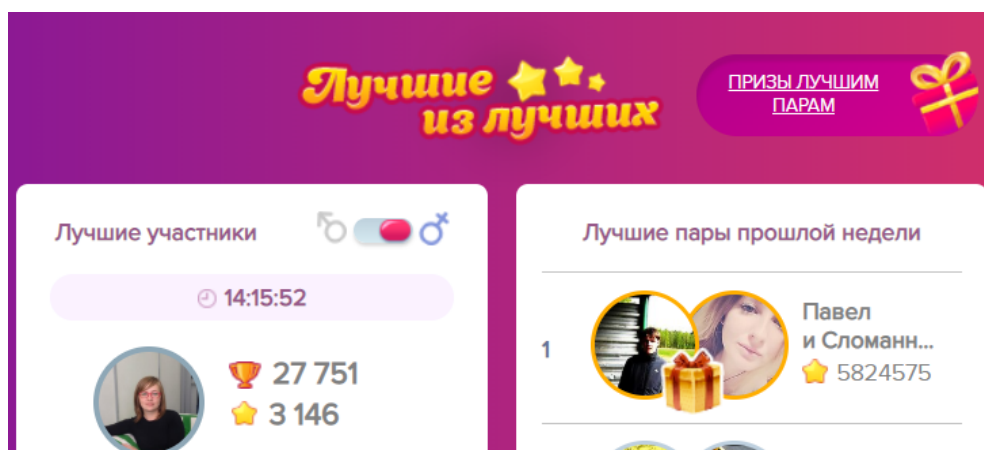 Лучшие
из лучших
ПРИЗЫ ЛУЧШИМ
ПАРАМ
Лучшие участники
14:15:52
27 751
3 146
Лучшие пары прошлой недели
1
Павел
и Сломанн...
5824575